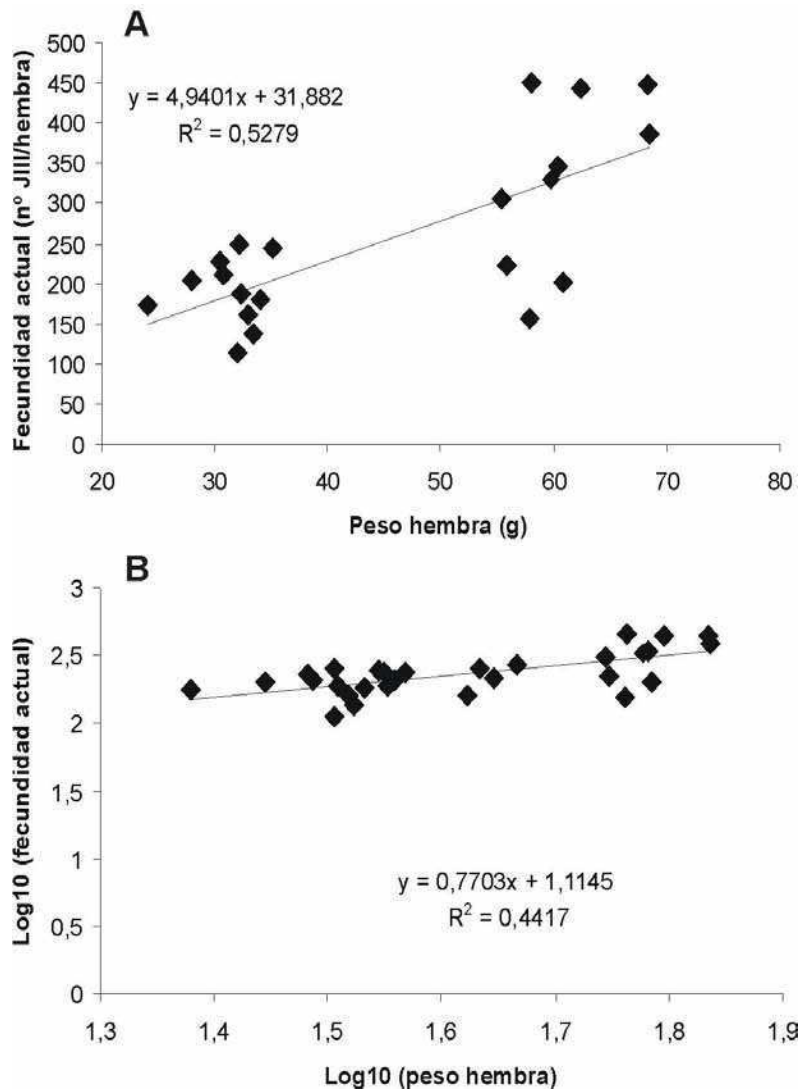 A
Fecundidad actual (nº JIII/hembra)
500
450
400
350
300
250
200
150
100
50
0
y = 4,9401x + 31,882
R² = 0,5279
20 30 40 50 60 70 80
Peso hembra (g)
B
Log10 (fecundidad actual)
3
2,5
2
1,5
1
0,5
0
y = 0,7703x + 1,1145
R² = 0,4417
1,3 1,4 1,5 1,6 1,7 1,8 1,9
Log10 (peso hembra)